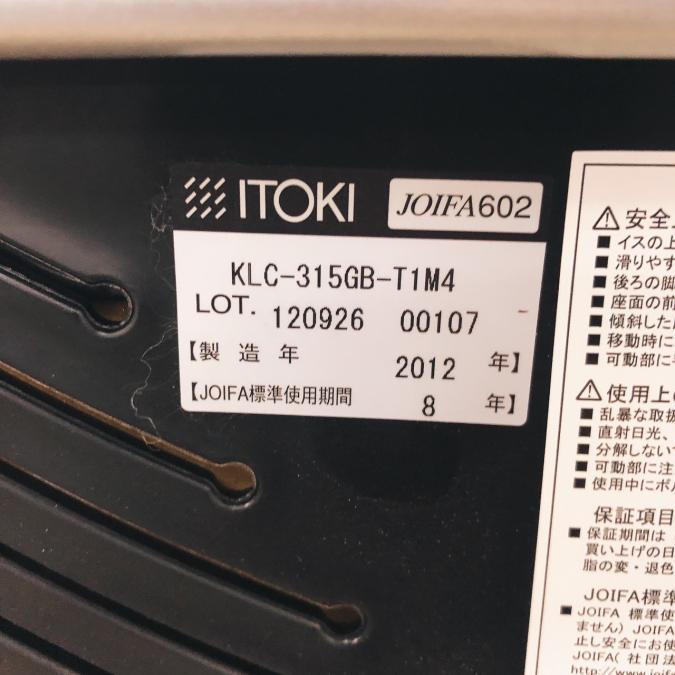 ITOKI JOIFA602
KLC-315GB-T1M4
LOT. 120926 00107
【製 造 年 2012 年】
【JOIFA標準使用期間 8 年】
安全上
■ イスの上
■ 滑りやす
■ 後ろの脚
■ 座面の前
■ 傾斜した
■ 移動時に
■ 可動部に
使用上の
■ 乱暴な取扱
■ 直射日光、
■ 分解しない
■ 可動部に注
■ 使用中にボル
保証項目
■ 保証期間は
買い上げの日
脂の変・退色
JOIFA標準
■ JOIFA 標準使
ません）JOIFA
止し安全にお使
JOIFA( 社団法
http://www.joifa